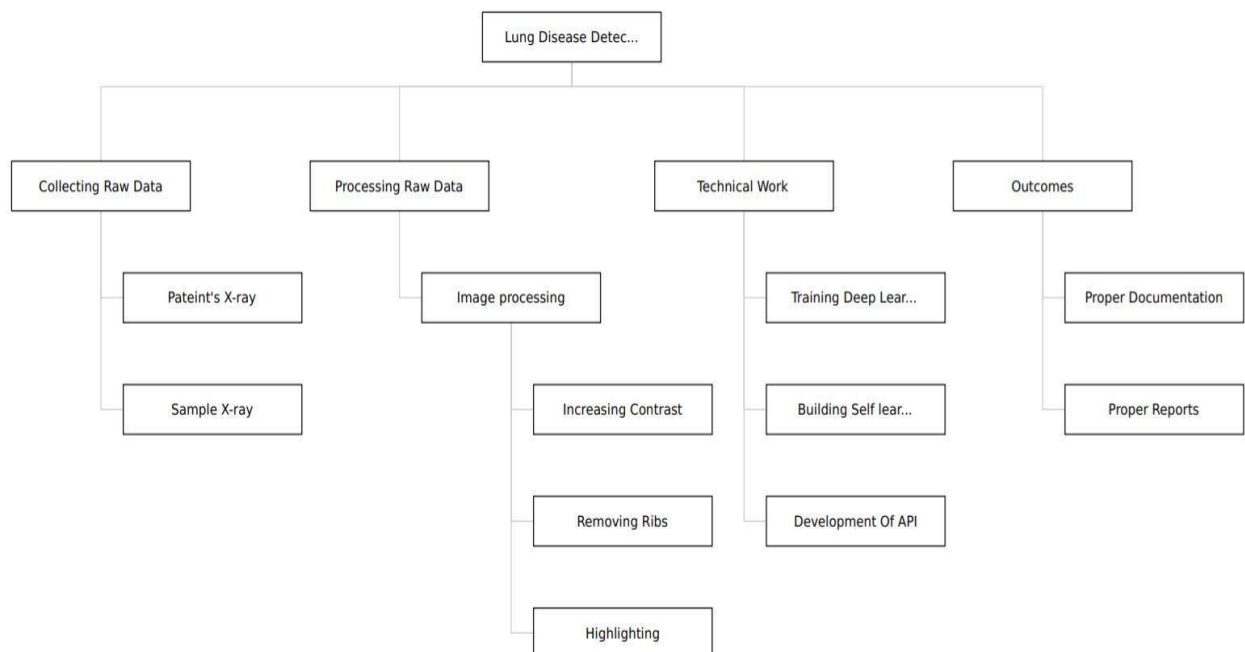 Lung Disease Detec...
Collecting Raw Data
Processing Raw Data
Technical Work
Outcomes
Pateint's X-ray
Image processing
Training Deep Lear...
Proper Documentation
Sample X-ray
Increasing Contrast
Building Self lear...
Proper Reports
Removing Ribs
Development Of API
Highlighting